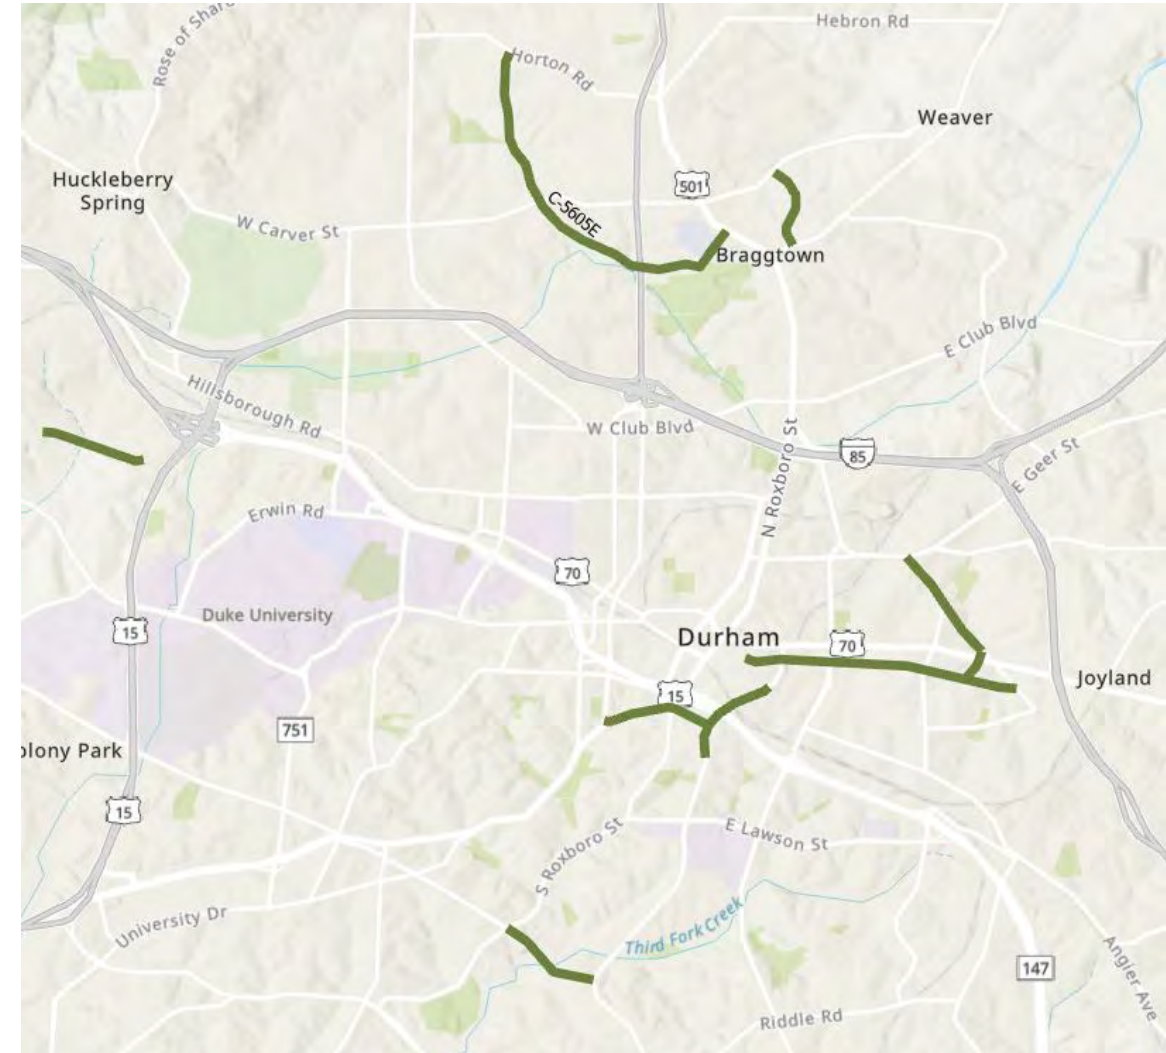 Rose of Shar
Hebron Rd
Horton Rd
Weaver
Huckleberry
Spring
501
C-5605E
W Carver St
Braggtown
E Club Blvd
Hillsborough Rd
W Club Blvd
85
E Geer St
N Roxboro St
Erwin Rd
70
Duke University
15
Durham
70
Joyland
15
751
olony Park
15
E Lawson St
S Roxboro St
University Dr
Third Fork Creek
147
Angier Ave
Riddle Rd